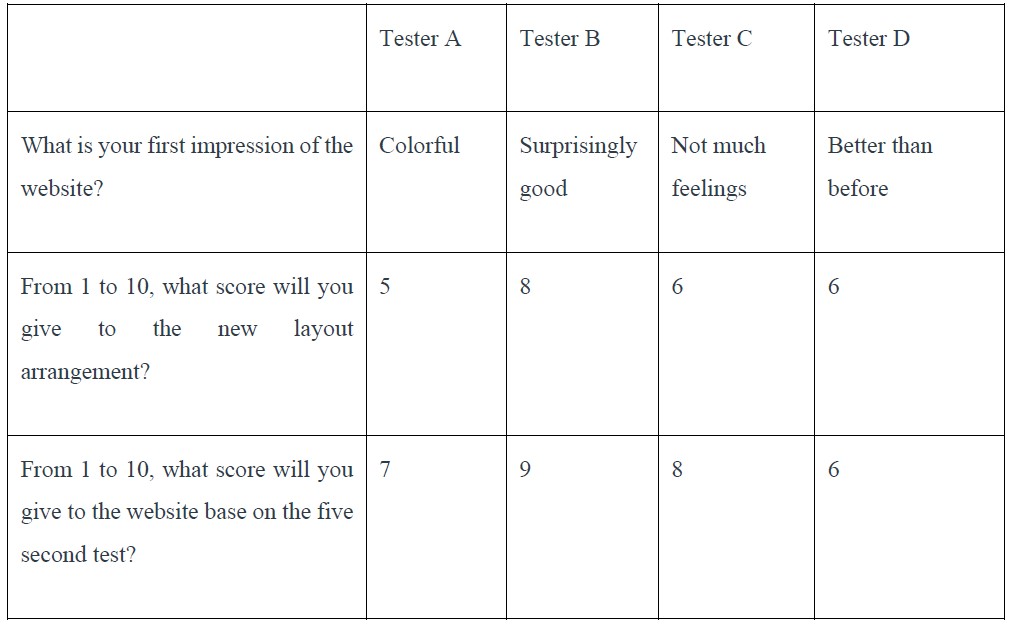 Tester A Tester B Tester C Tester D
What is your first impression of the Colorful Surprisingly Not much Better than
website? good feelings before
From 1 to 10, what score will you 5 8 6 6
give to the new layout
arrangement?
From 1 to 10, what score will you 7 9 8 6
give to the website base on the five
second test?